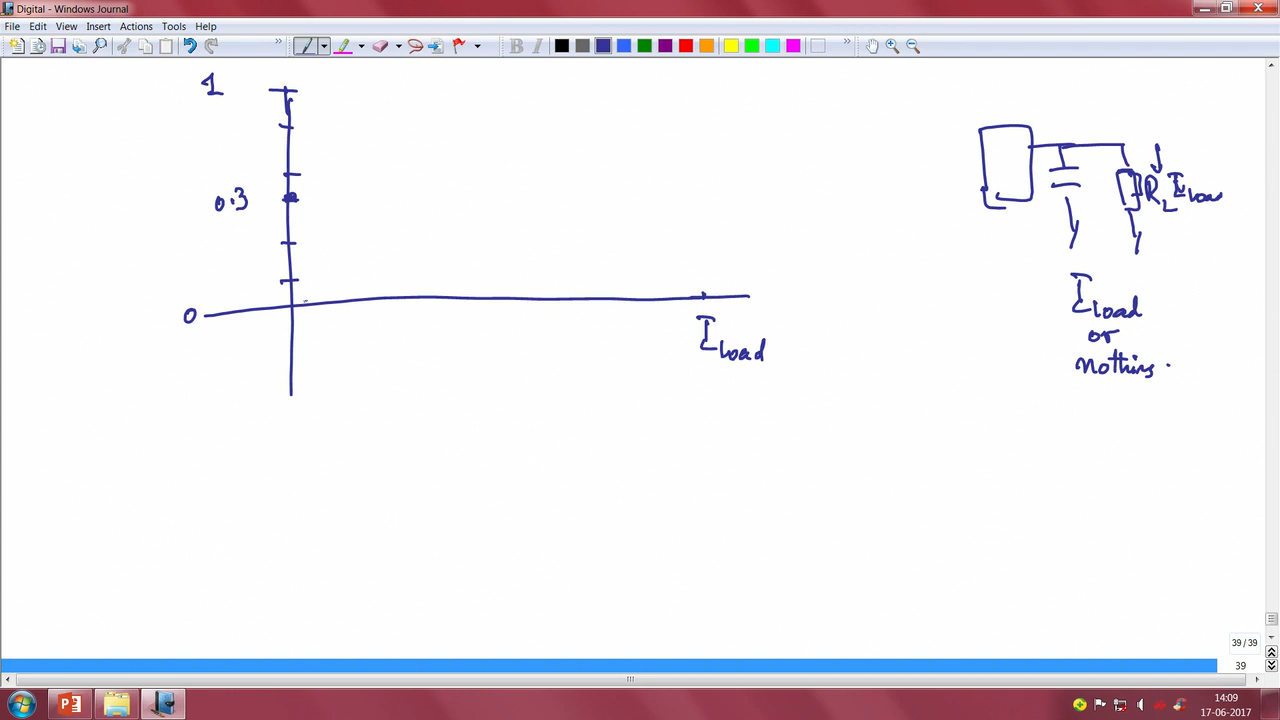 Digital - Windows Journal
File Edit View Insert Actions Tools Help
1
0.3
0
I Load
R L I Load
I Load
or
nothing.
39 / 39
39
14:09
17-06-2017